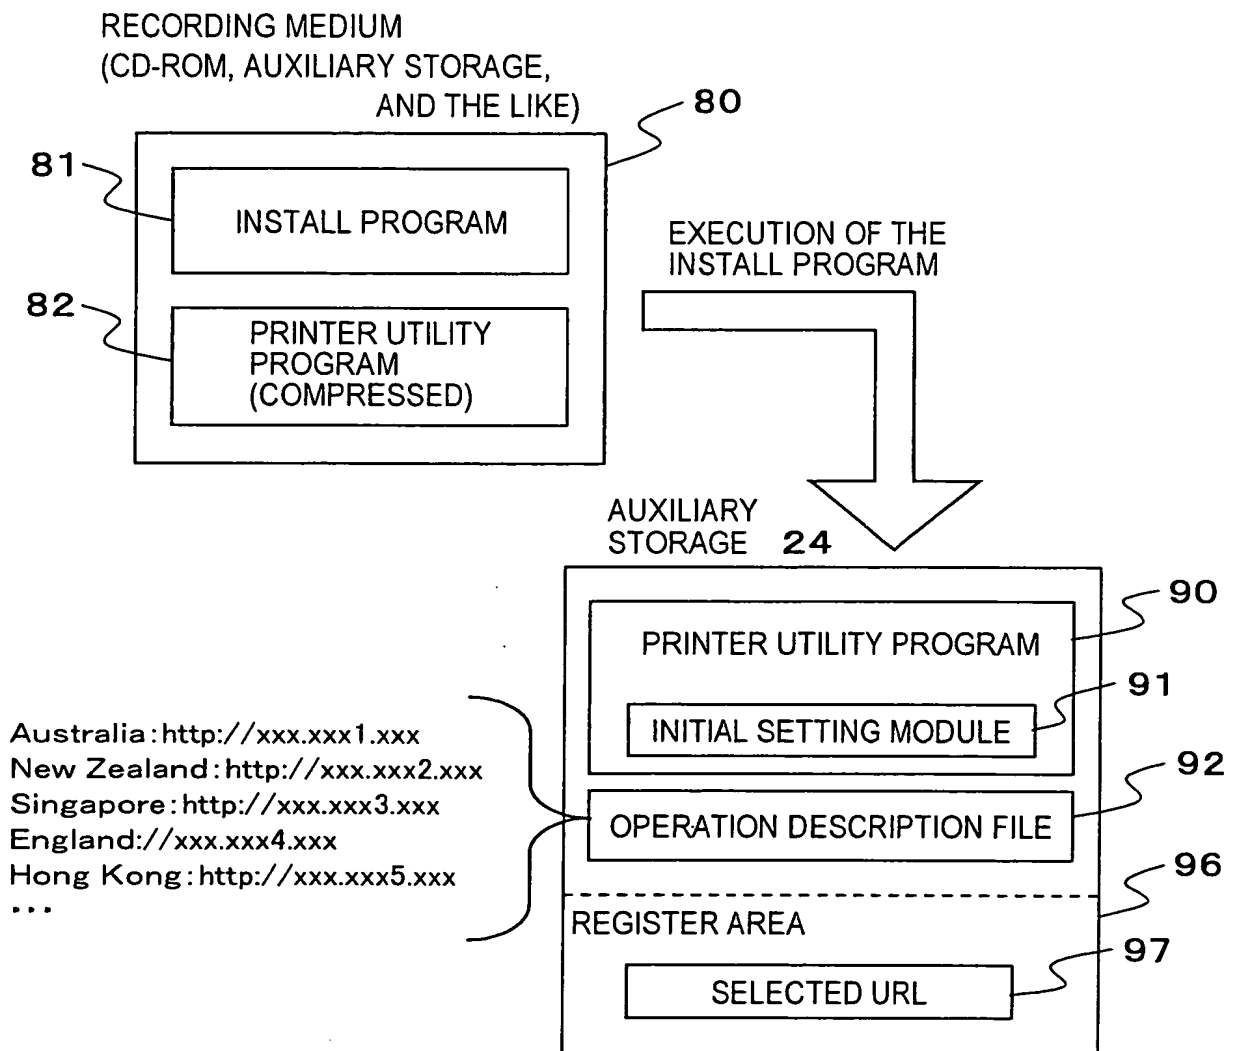 RECORDING MEDIUM
(CD-ROM, AUXILIARY STORAGE,
AND THE LIKE)
80
81
INSTALL PROGRAM
82
PRINTER UTILITY
PROGRAM
(COMPRESSED)
EXECUTION OF THE
INSTALL PROGRAM
AUXILIARY
STORAGE 24
90
PRINTER UTILITY PROGRAM
91
INITIAL SETTING MODULE
92
OPERATION DESCRIPTION FILE
Australia:http://xxx.xxx1.xxx
New Zealand:http://xxx.xxx2.xxx
Singapore:http://xxx.xxx3.xxx
England://xxx.xxx4.xxx
Hong Kong:http://xxx.xxx5.xxx
...
96
REGISTER AREA
97
SELECTED URL